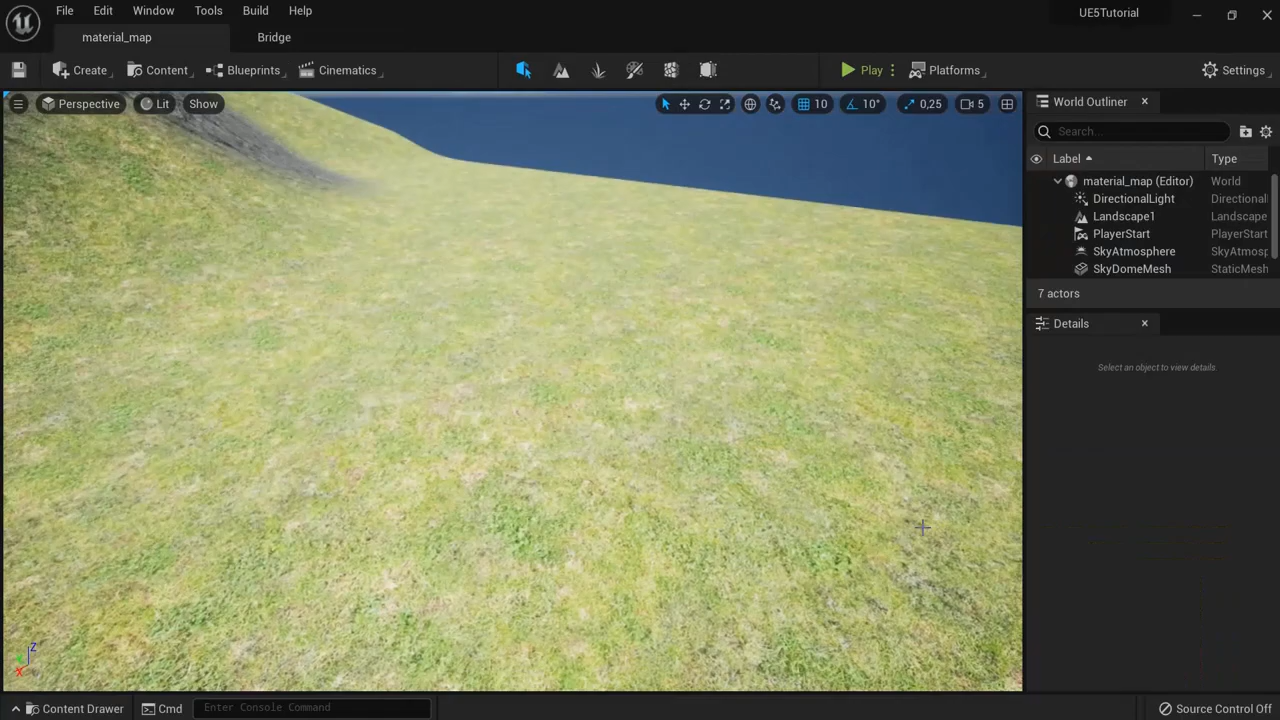 File Edit Window Tools Build Help
UE5Tutorial
material_map
Bridge
Create Content Blueprints Cinematics
Play Platforms Settings
Perspective Lit Show
10 10° 0,25 5
World Outliner
Search...
Label Type
material_map (Editor) World
DirectionalLight Directional
Landscape1 Landscape
PlayerStart PlayerStart
SkyAtmosphere SkyAtmosp
SkyDomeMesh StaticMesh
7 actors
Details
Select an object to view details.
Z
X
Content Drawer Cmd Enter Console Command Source Control Off